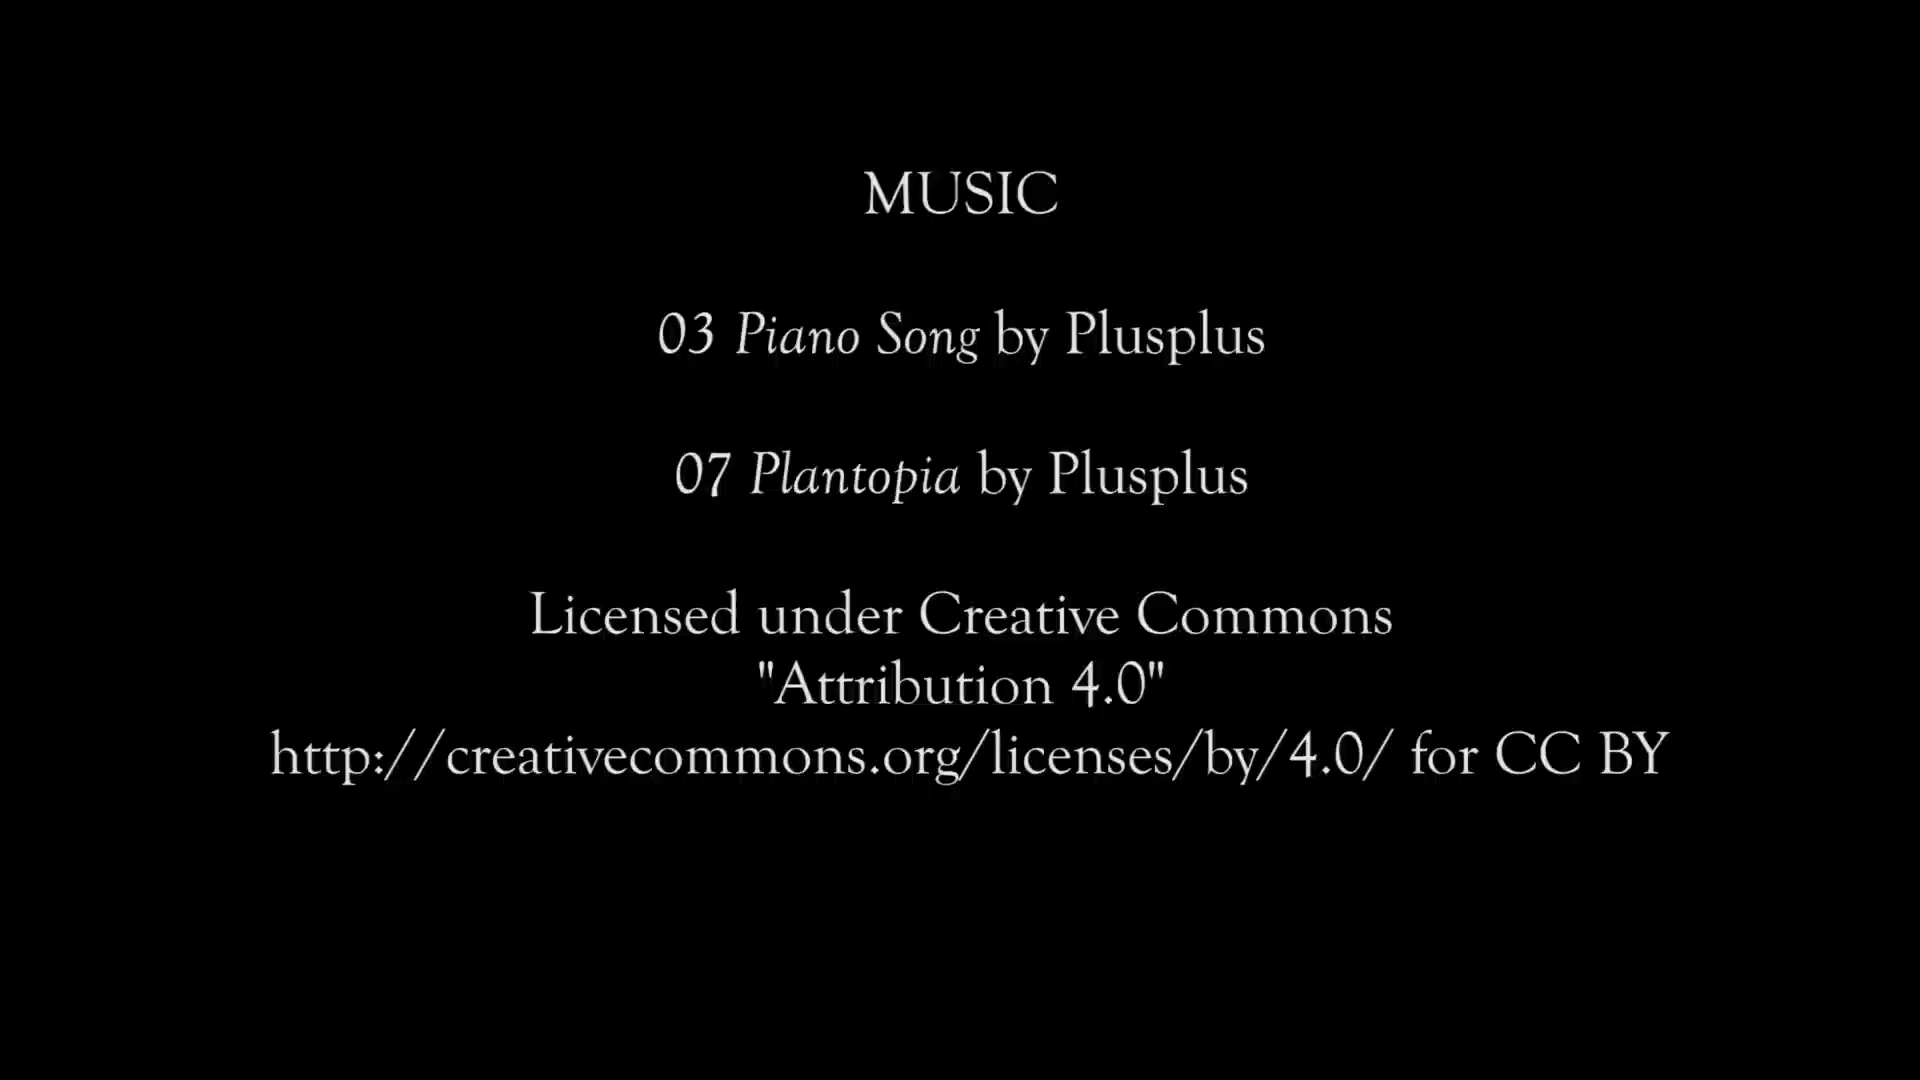 MUSIC
03 Piano Song by Plusplus
07 Plantopia by Plusplus
Licensed under Creative Commons
"Attribution 4.0"
http://creativecommons.org/licenses/by/4.0/ for CC BY